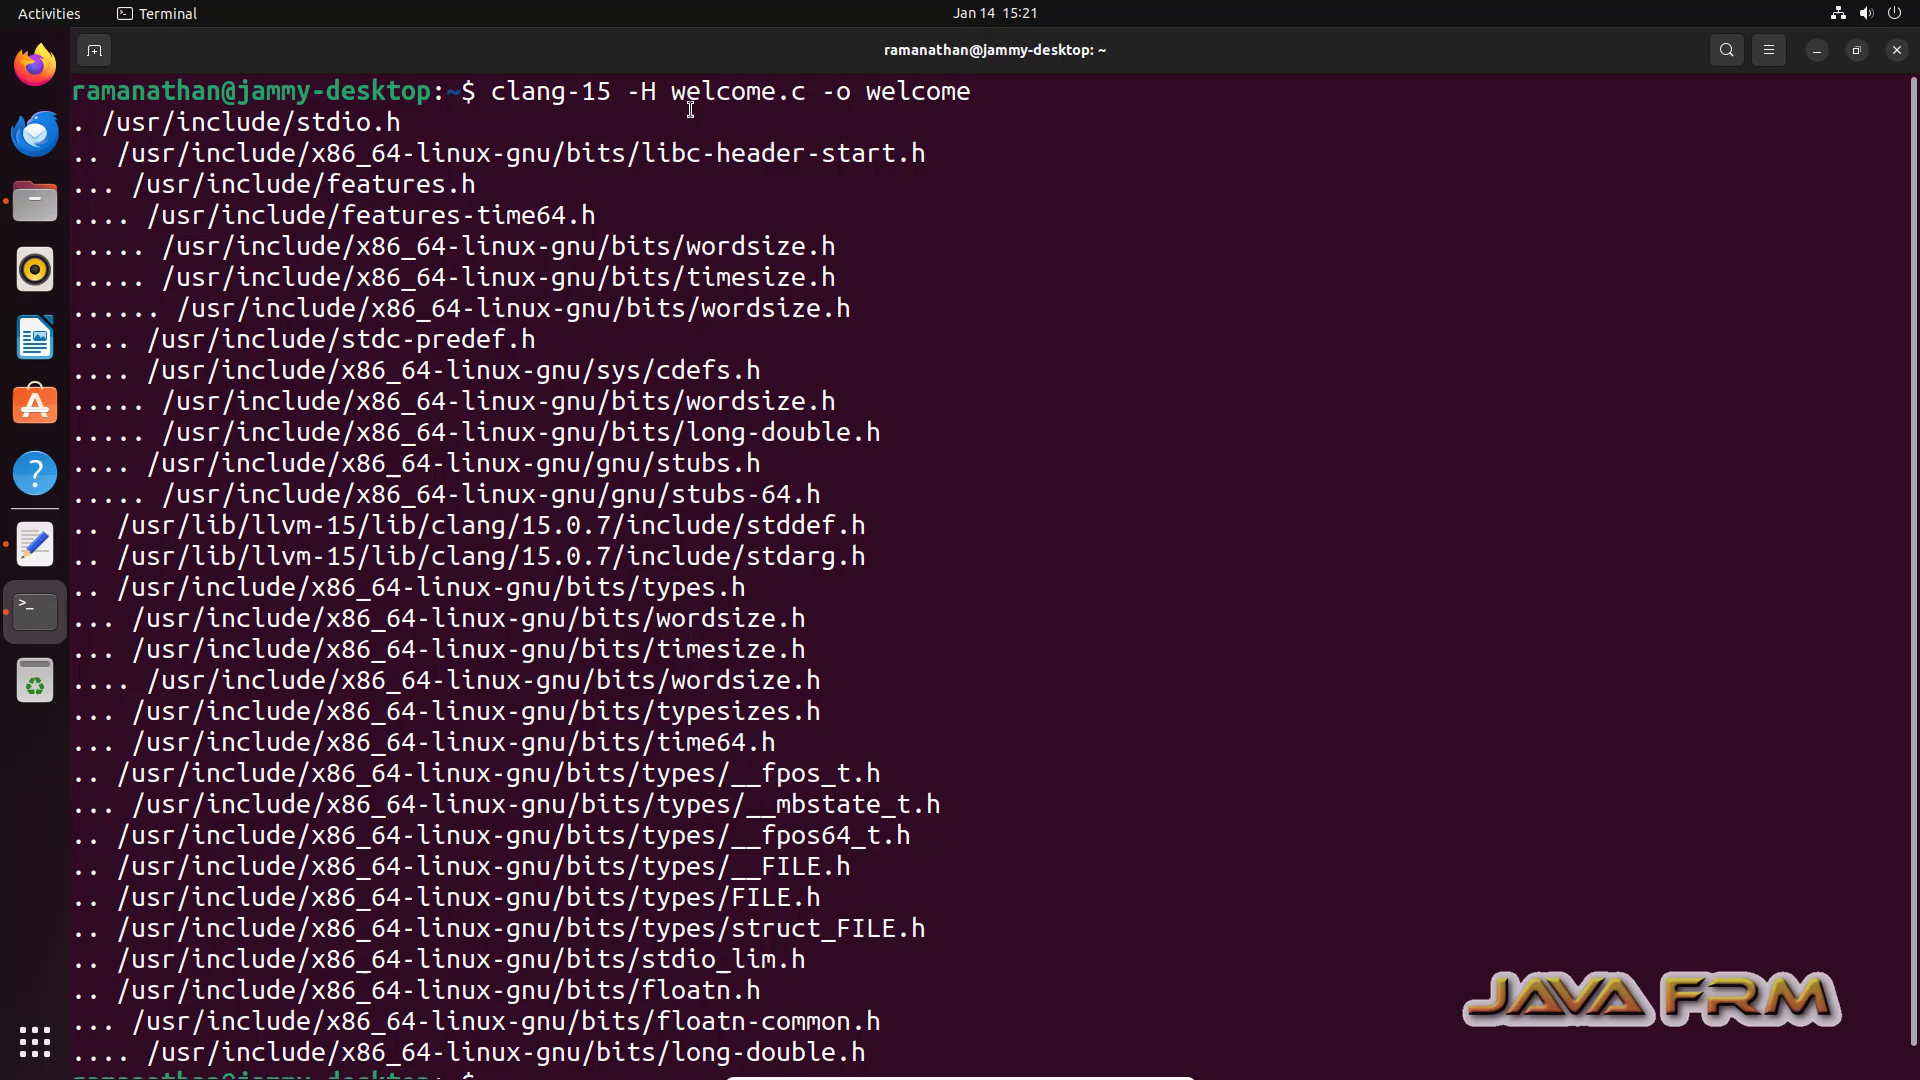 Activities Terminal Jan 14 15:21
ramanathan@jammy-desktop: ~
ramanathan@jammy-desktop:~$ clang-15 -H welcome.c -o welcome
. /usr/include/stdio.h
.. /usr/include/x86_64-linux-gnu/bits/libc-header-start.h
... /usr/include/features.h
.... /usr/include/features-time64.h
..... /usr/include/x86_64-linux-gnu/bits/wordsize.h
..... /usr/include/x86_64-linux-gnu/bits/timesize.h
...... /usr/include/x86_64-linux-gnu/bits/wordsize.h
.... /usr/include/stdc-predef.h
.... /usr/include/x86_64-linux-gnu/sys/cdefs.h
..... /usr/include/x86_64-linux-gnu/bits/wordsize.h
..... /usr/include/x86_64-linux-gnu/bits/long-double.h
.... /usr/include/x86_64-linux-gnu/gnu/stubs.h
..... /usr/include/x86_64-linux-gnu/gnu/stubs-64.h
.. /usr/lib/llvm-15/lib/clang/15.0.7/include/stddef.h
.. /usr/lib/llvm-15/lib/clang/15.0.7/include/stdarg.h
.. /usr/include/x86_64-linux-gnu/bits/types.h
... /usr/include/x86_64-linux-gnu/bits/wordsize.h
... /usr/include/x86_64-linux-gnu/bits/timesize.h
.... /usr/include/x86_64-linux-gnu/bits/wordsize.h
... /usr/include/x86_64-linux-gnu/bits/typesizes.h
... /usr/include/x86_64-linux-gnu/bits/time64.h
.. /usr/include/x86_64-linux-gnu/bits/types/__fpos_t.h
... /usr/include/x86_64-linux-gnu/bits/types/__mbstate_t.h
.. /usr/include/x86_64-linux-gnu/bits/types/__fpos64_t.h
.. /usr/include/x86_64-linux-gnu/bits/types/__FILE.h
.. /usr/include/x86_64-linux-gnu/bits/types/FILE.h
.. /usr/include/x86_64-linux-gnu/bits/types/struct_FILE.h
.. /usr/include/x86_64-linux-gnu/bits/stdio_lim.h
.. /usr/include/x86_64-linux-gnu/bits/floatn.h
... /usr/include/x86_64-linux-gnu/bits/floatn-common.h
.... /usr/include/x86_64-linux-gnu/bits/long-double.h
ramanathan@jammy-desktop:~$
JAVA FRM